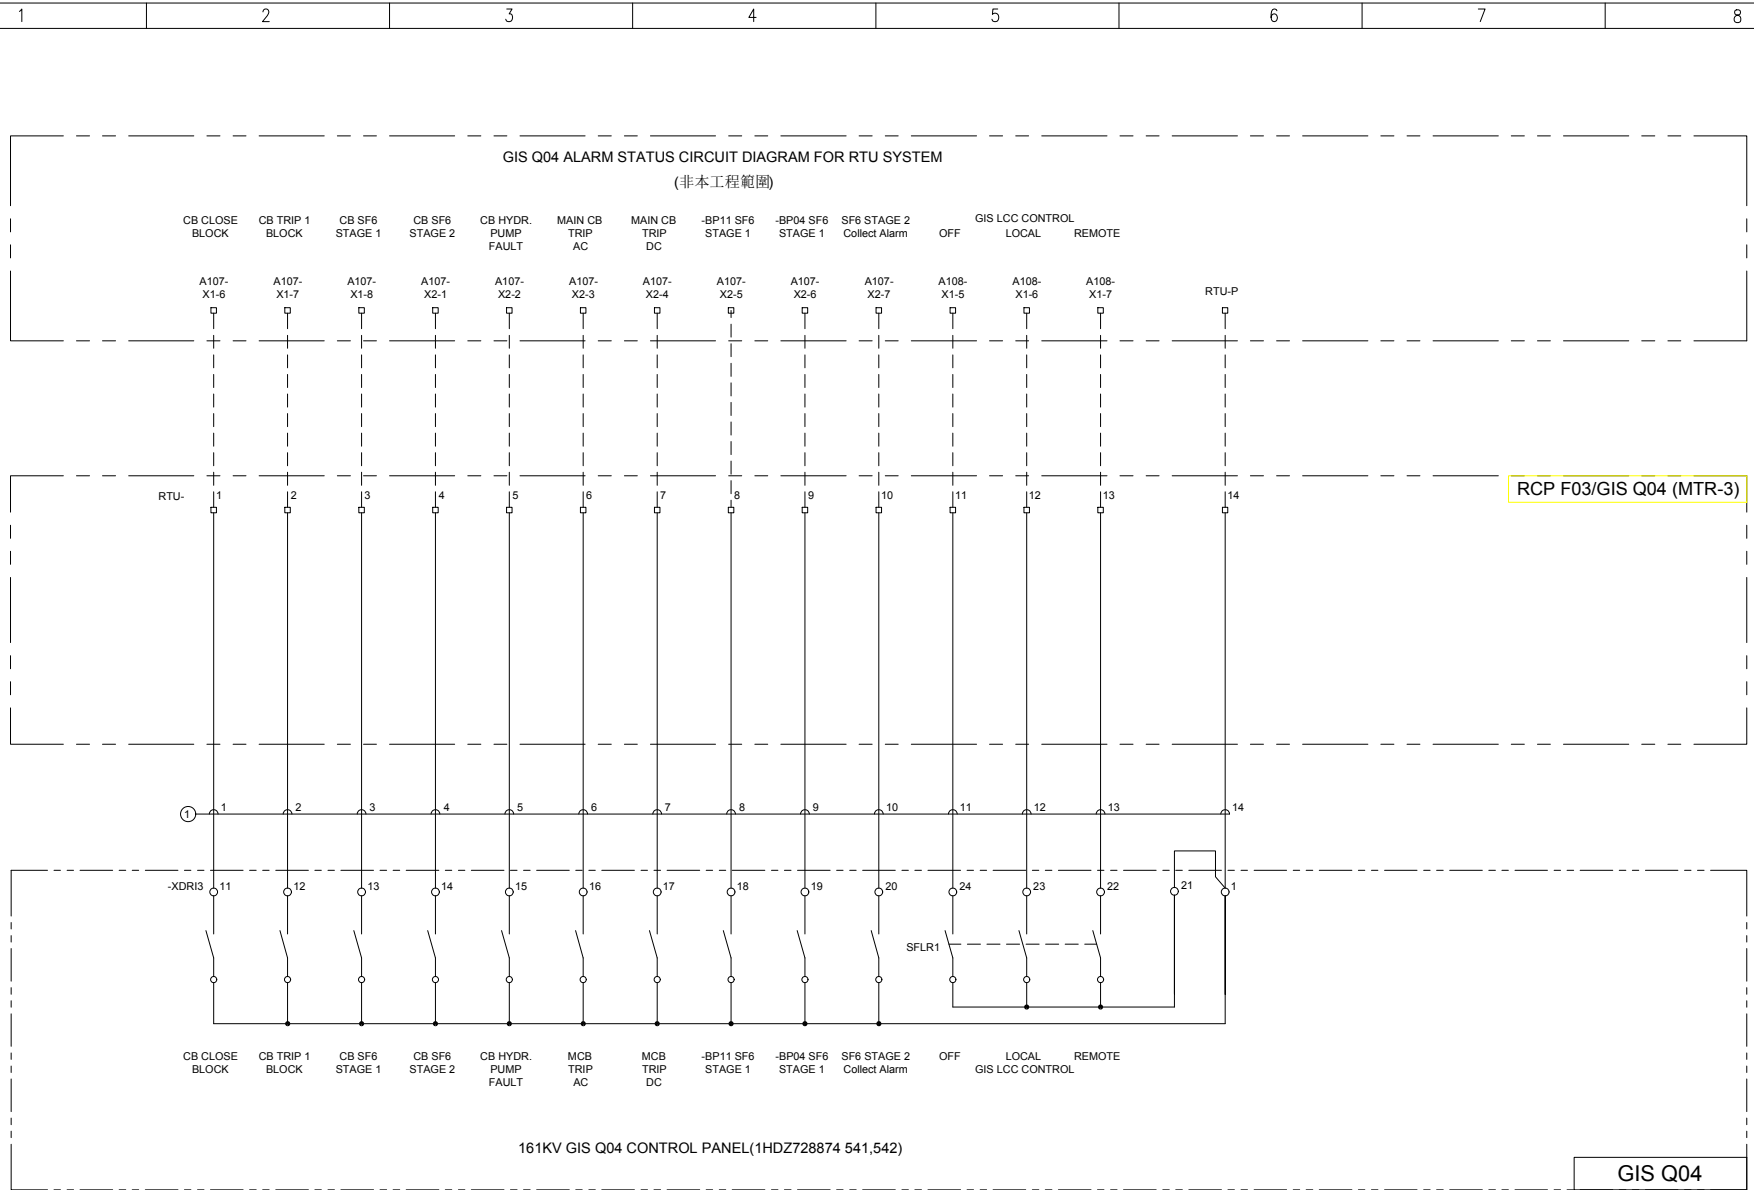 1 2 3 4 5 6 7 8
GIS Q04 ALARM STATUS CIRCUIT DIAGRAM FOR RTU SYSTEM
(非本工程範圍)
CB CLOSE CB TRIP 1 CB SF6 CB SF6 CB HYDR. MAIN CB MAIN CB -BP11 SF6 -BP04 SF6 SF6 STAGE 2 GIS LCC CONTROL
BLOCK BLOCK STAGE 1 STAGE 2 PUMP TRIP TRIP STAGE 1 STAGE 1 Collect Alarm OFF LOCAL REMOTE
FAULT AC DC
A107- A107- A107- A107- A107- A107- A107- A107- A107- A107- A108- A108- A108-
X1-6 X1-7 X1-8 X2-1 X2-2 X2-3 X2-4 X2-5 X2-6 X2-7 X1-5 X1-6 X1-7 RTU-P
RTU- 1 2 3 4 5 6 7 8 9 10 11 12 13 14 RCP F03/GIS Q04 (MTR-3)
1 1 2 3 4 5 6 7 8 9 10 11 12 13 14
-XDRI3 11 12 13 14 15 16 17 18 19 20 24 23 22 21 1
SFLR1
CB CLOSE CB TRIP 1 CB SF6 CB SF6 CB HYDR. MCB MCB -BP11 SF6 -BP04 SF6 SF6 STAGE 2 OFF LOCAL REMOTE
BLOCK BLOCK STAGE 1 STAGE 2 PUMP TRIP TRIP STAGE 1 STAGE 1 Collect Alarm GIS LCC CONTROL
FAULT AC DC
161KV GIS Q04 CONTROL PANEL(1HDZ728874 541,542)
GIS Q04